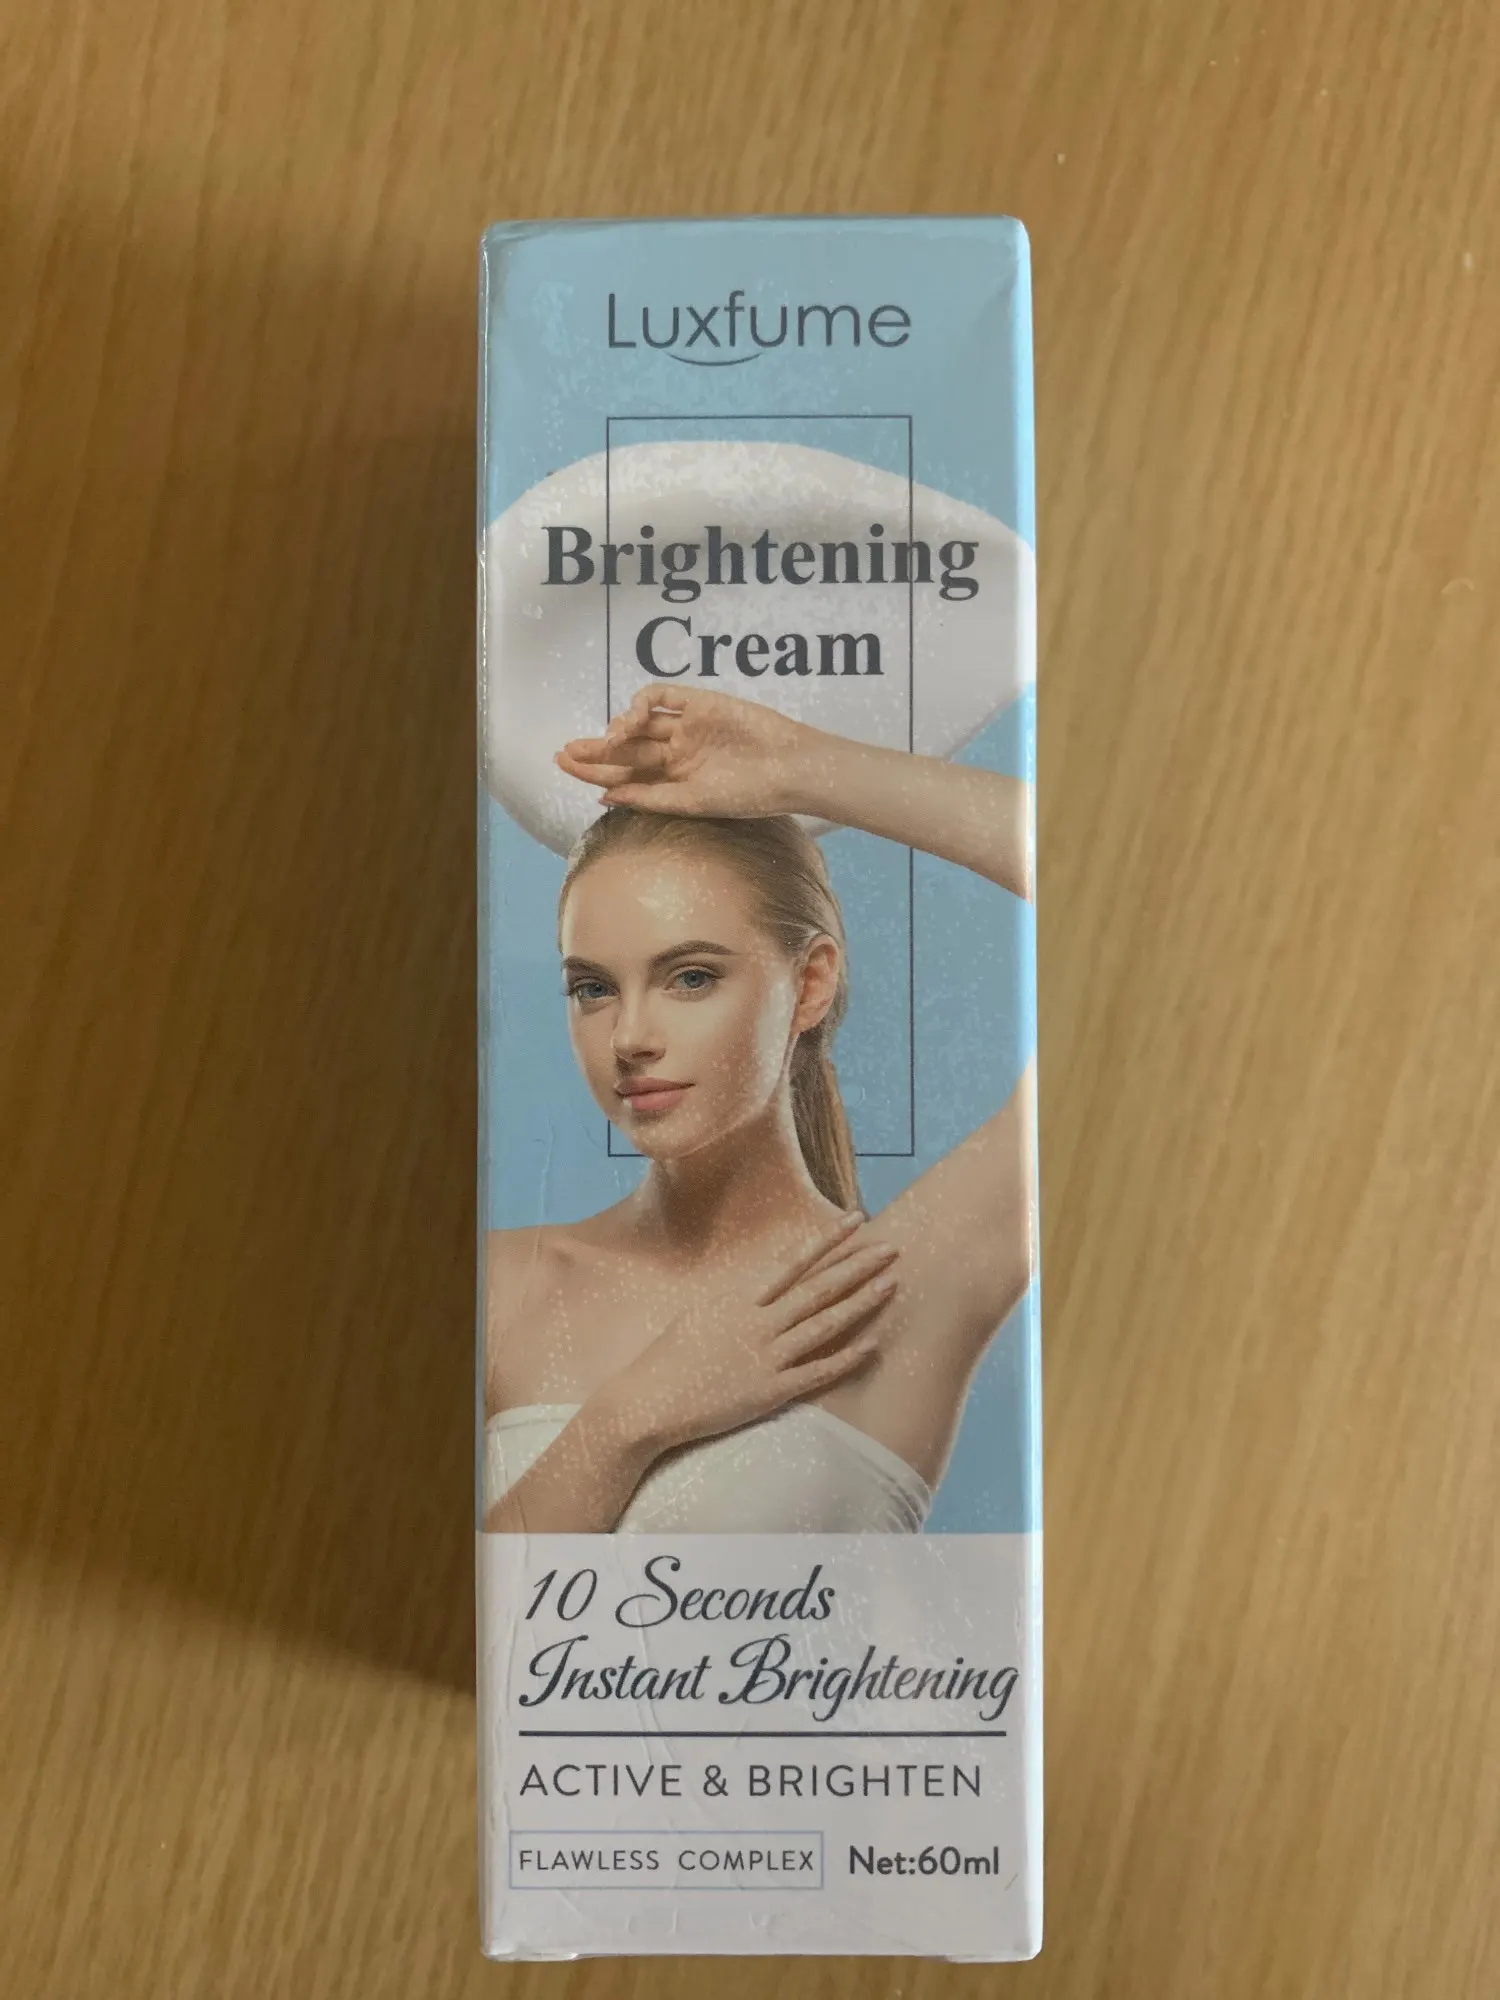 Luxfume
Brightening
Cream
10 Seconds
Instant Brightening
ACTIVE & BRIGHTEN
FLAWLESS COMPLEX
Net:60ml